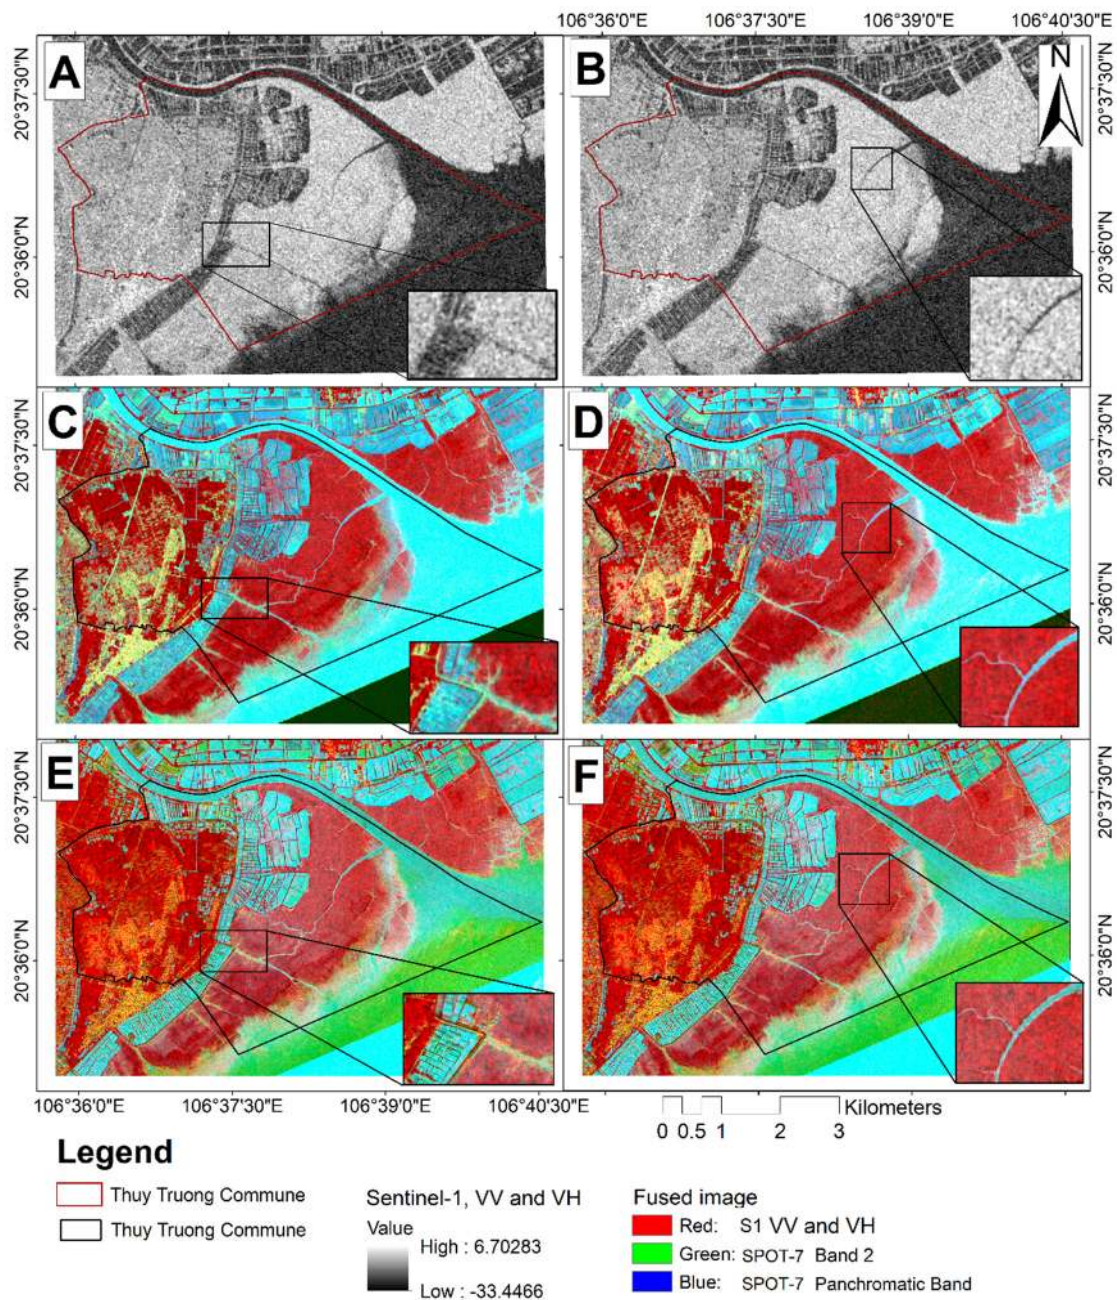 106°36'0"E 106°37'30"E 106°39'0"E 106°40'30"E
A B N
20°37'30"N 20°37'30"N
20°36'0"N 20°36'0"N
C D
20°37'30"N 20°37'30"N
20°36'0"N 20°36'0"N
E F
20°37'30"N 20°37'30"N
20°36'0"N 20°36'0"N
106°36'0"E 106°37'30"E 106°39'0"E 106°40'30"E
Kilometers
0 0.5 1 2 3
Legend
Thuy Truong Commune
Thuy Truong Commune
Sentinel-1, VV and VH
Value
High : 6.70283
Low : -33.4466
Fused image
Red: S1 VV and VH
Green: SPOT-7 Band 2
Blue: SPOT-7 Panchromatic Band